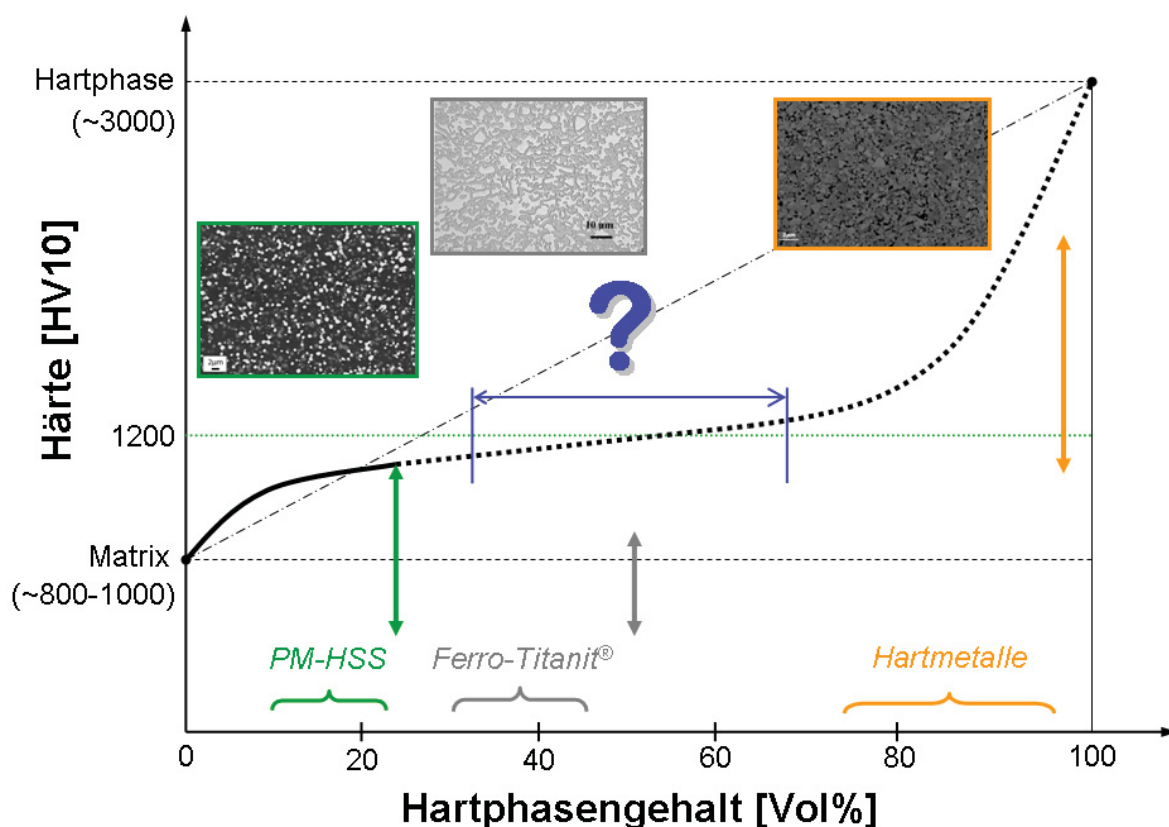 Hartphase
(~3000)
10 µm
2µm
?
Härte [HV10]
1200
Matrix
(~800-1000)
PM-HSS
Ferro-Titanit®
Hartmetalle
0
20
40
60
80
100
Hartphasengehalt [Vol%]